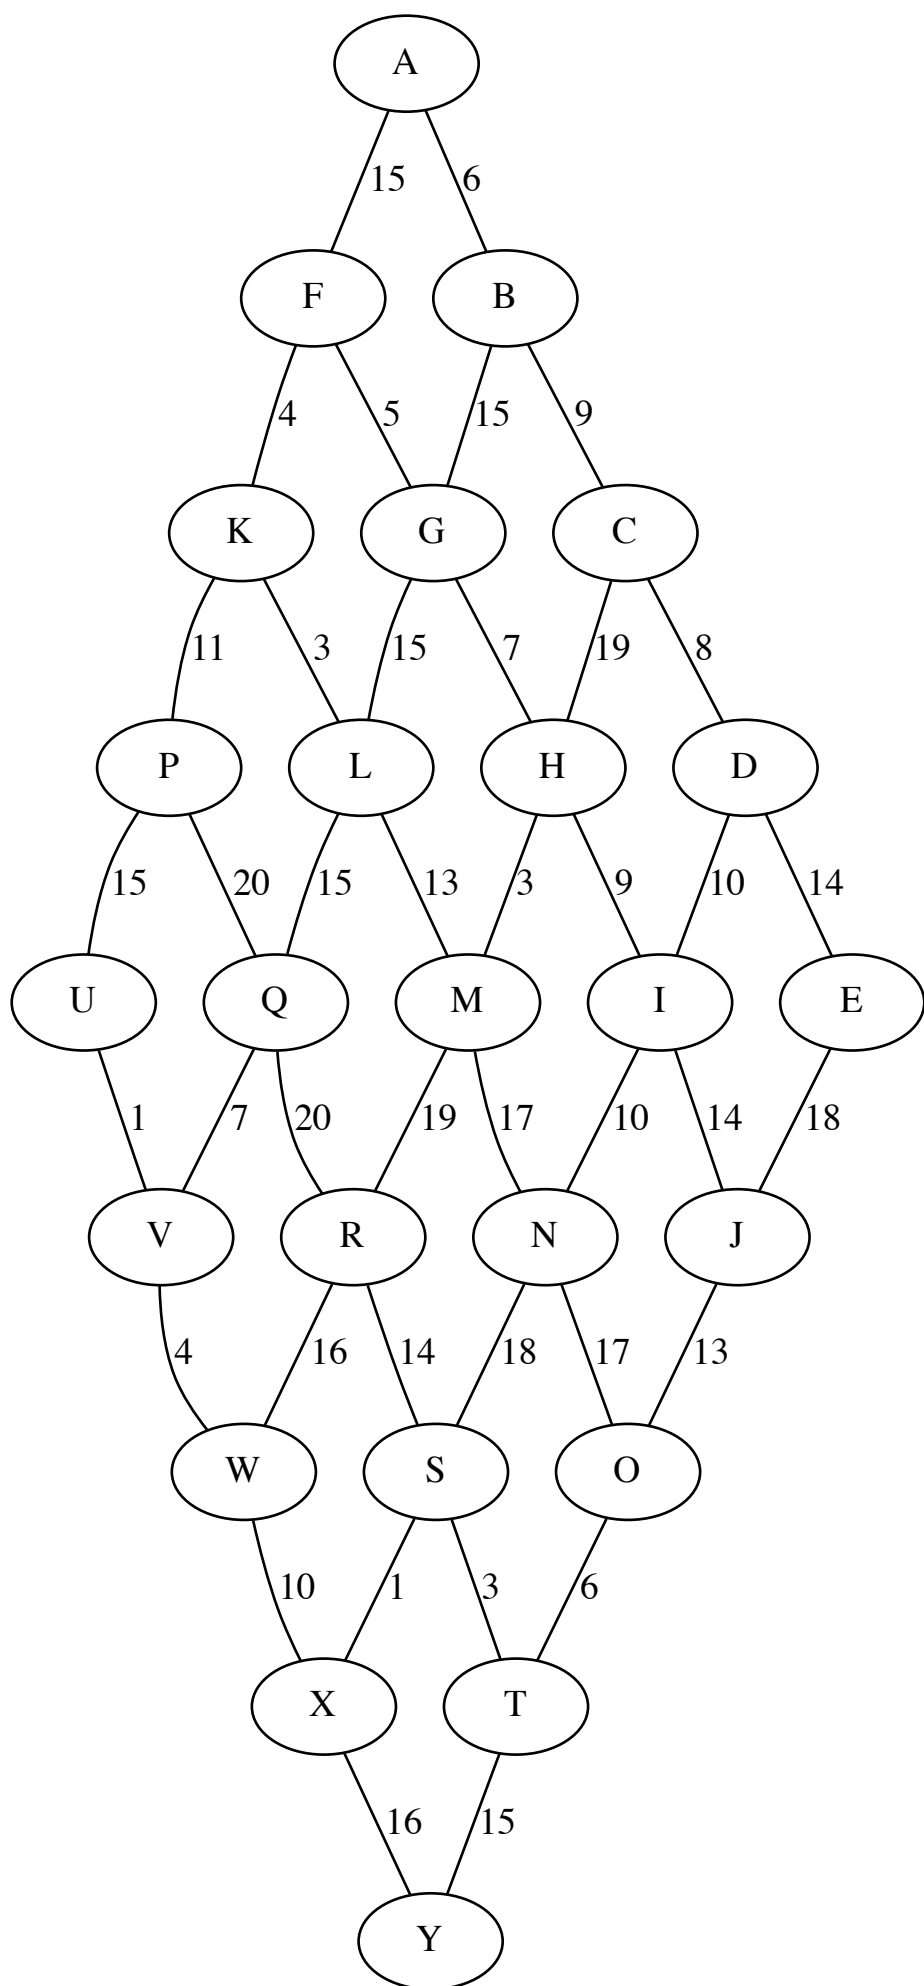 A
15 6
F B
4 5 15 9
K G C
11 3 15 7 19 8
P L H D
15 20 15 13 3 9 10 14
U Q M I E
1 7 20 19 17 10 14 18
V R N J
4 16 14 18 17 13
W S O
10 1 3 6
X T
16 15
Y